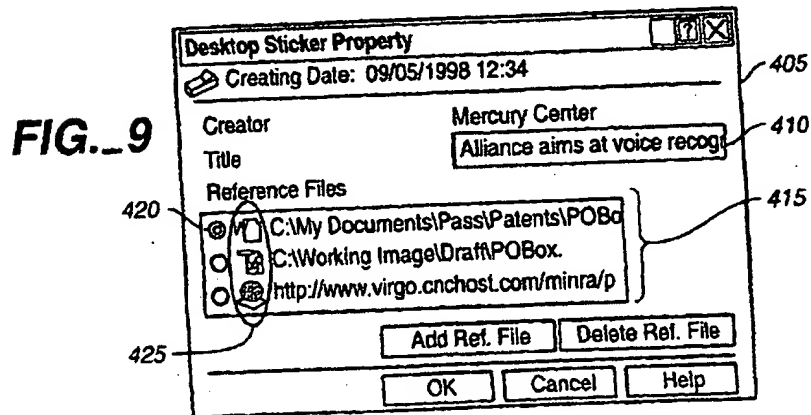 FIG._9
Desktop Sticker Property ?
Creating Date: 09/05/1998 12:34
405
Creator Mercury Center
Title Alliance aims at voice recog
410
Reference Files
415
420
C:\My Documents\Pass\Patents\POBo
C:\Working Image\Draft\POBox.
http://www.virgo.cnchost.com/minra/p
425
Add Ref. File Delete Ref. File
OK Cancel Help